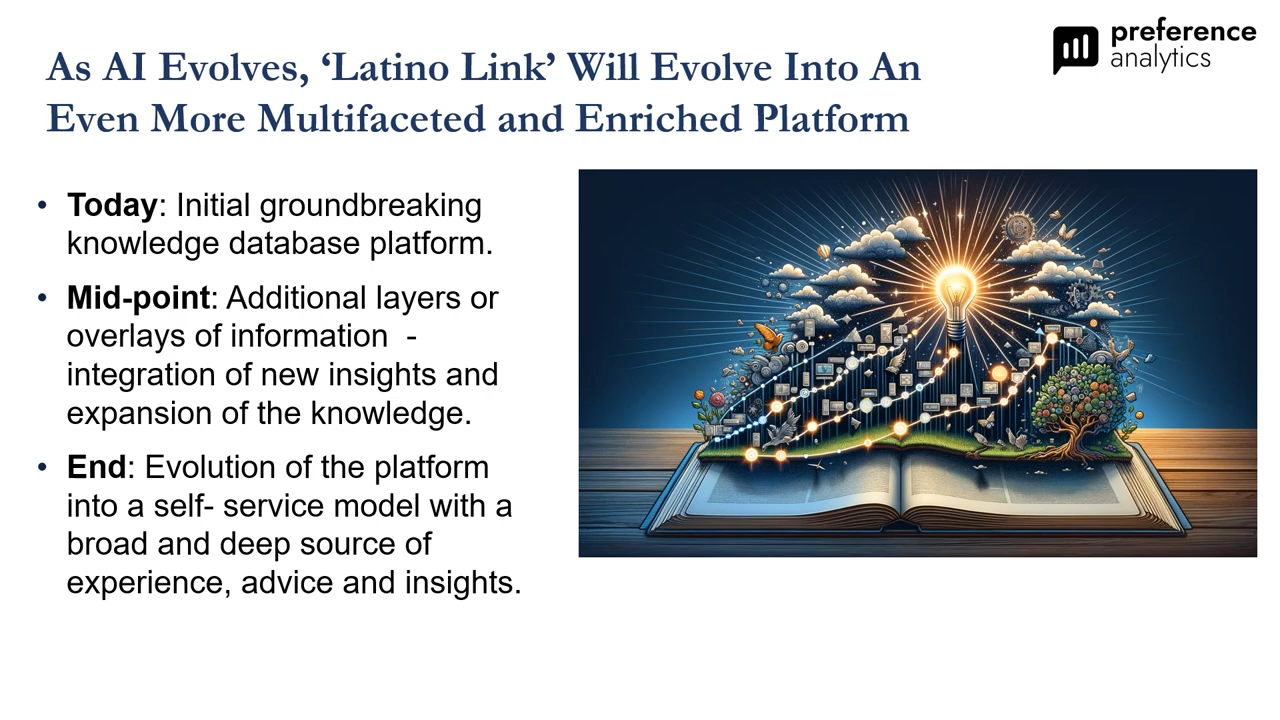 As AI Evolves, ‘Latino Link’ Will Evolve Into An
Even More Multifaceted and Enriched Platform
preference
analytics
• Today: Initial groundbreaking
knowledge database platform.
• Mid-point: Additional layers or
overlays of information  -
integration of new insights and
expansion of the knowledge.
• End: Evolution of the platform
into a self- service model with a
broad and deep source of
experience, advice and insights.